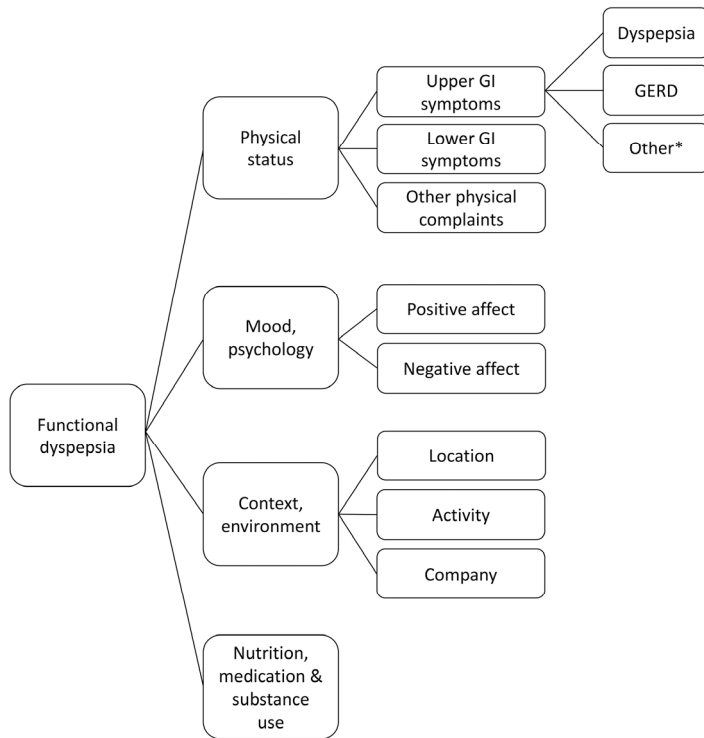 Dyspepsia
Upper GI
symptoms
GERD
Physical
status
Lower GI
symptoms
Other*
Other physical
complaints
Mood,
psychology
Positive affect
Negative affect
Functional
dyspepsia
Context,
environment
Location
Activity
Company
Nutrition,
medication &
substance
use